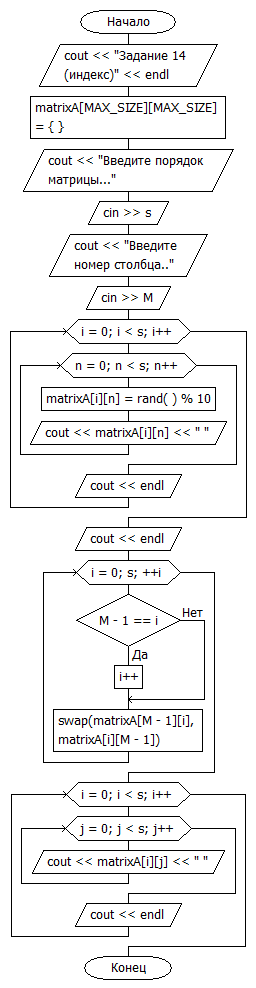 Начало
cout << "Задание 14
(индекс)" << endl
matrixA[MAX_SIZE][MAX_SIZE]
= { }
cout << "Введите порядок
матрицы..."
cin >> s
cout << "Введите
номер столбца.."
cin >> M
i = 0; i < s; i++
n = 0; n < s; n++
matrixA[i][n] = rand( ) % 10
cout << matrixA[i][n] << " "
cout << endl
cout << endl
i = 0; s; ++i
M - 1 == i
Нет
Да
i++
swap(matrixA[M - 1][i],
matrixA[i][M - 1])
i = 0; i < s; i++
j = 0; j < s; j++
cout << matrixA[i][j] << " "
cout << endl
Конец